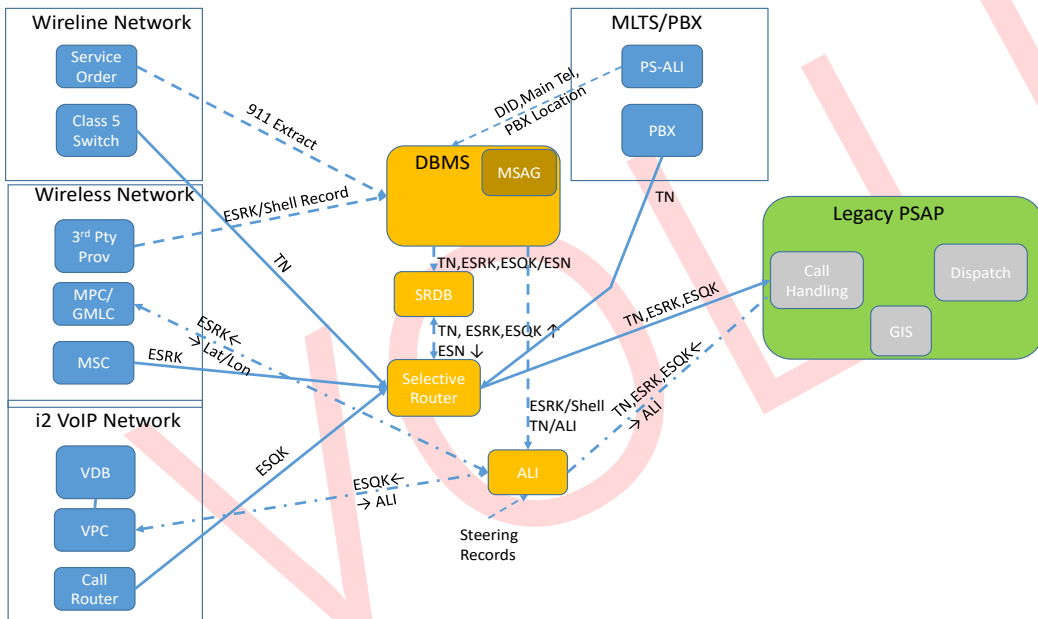 Wireline Network
Service
Order
Class 5
Switch
911 Extract
MLTS/PBX
PS-ALI
PBX
DID,Main Tel,
PBX Location
TN
DBMS
MSAG
Wireless Network
3rd Pty
Prov
MPC/
GMLC
MSC
ESRK/Shell Record
TN
ESRK←
→ Lat/Lon
ESRK
TN,ESRK,ESQK/ESN
SRDB
TN, ESRK,ESQK ↑
ESN ↓
Selective
Router
Legacy PSAP
Call
Handling
Dispatch
GIS
TN,ESRK,ESQK
TN,ESRK,ESQK←
→ ALI
i2 VoIP Network
VDB
VPC
Call
Router
ESQK
ESRK/Shell
TN/ALI
ALI
ESQK←
→ ALI
Steering
Records